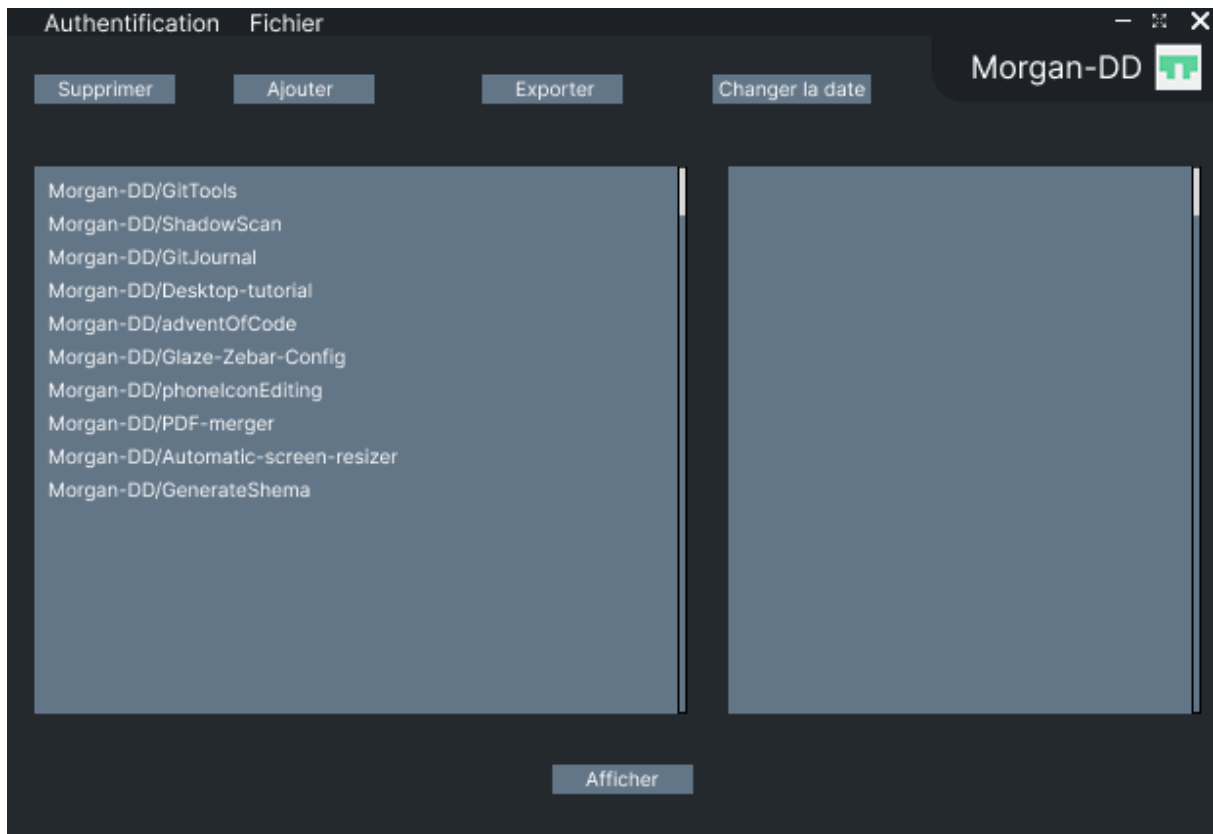 Authentification Fichier
Morgan-DD
Supprimer Ajouter Exporter Changer la date
Morgan-DD/GitTools
Morgan-DD/ShadowScan
Morgan-DD/GitJournal
Morgan-DD/Desktop-tutorial
Morgan-DD/adventOfCode
Morgan-DD/Glaze-Zebar-Config
Morgan-DD/phoneIconEditing
Morgan-DD/PDF-merger
Morgan-DD/Automatic-screen-resizer
Morgan-DD/GenerateShema
Afficher